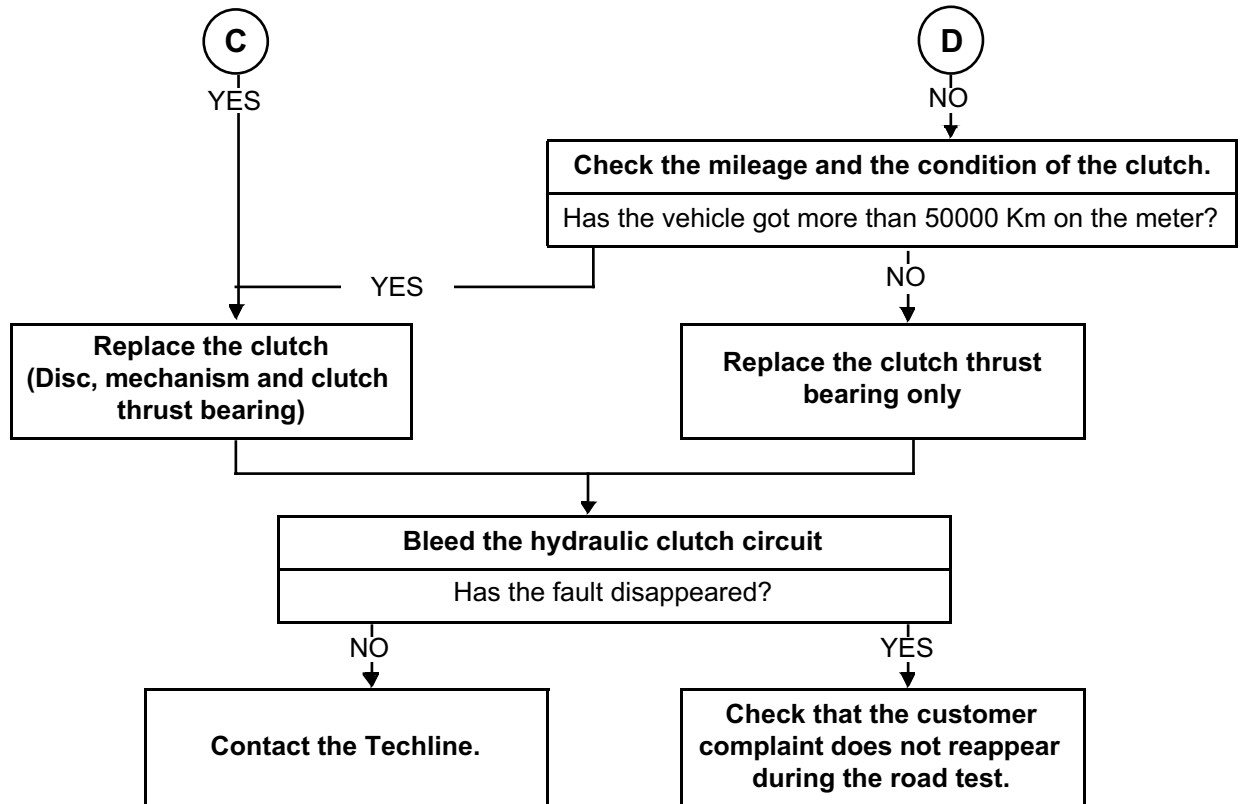 C
D
YES
NO
Check the mileage and the condition of the clutch.
Has the vehicle got more than 50000 Km on the meter?
YES
NO
Replace the clutch
(Disc, mechanism and clutch
thrust bearing)
Replace the clutch thrust
bearing only
Bleed the hydraulic clutch circuit
Has the fault disappeared?
NO
YES
Contact the Techline.
Check that the customer
complaint does not reappear
during the road test.